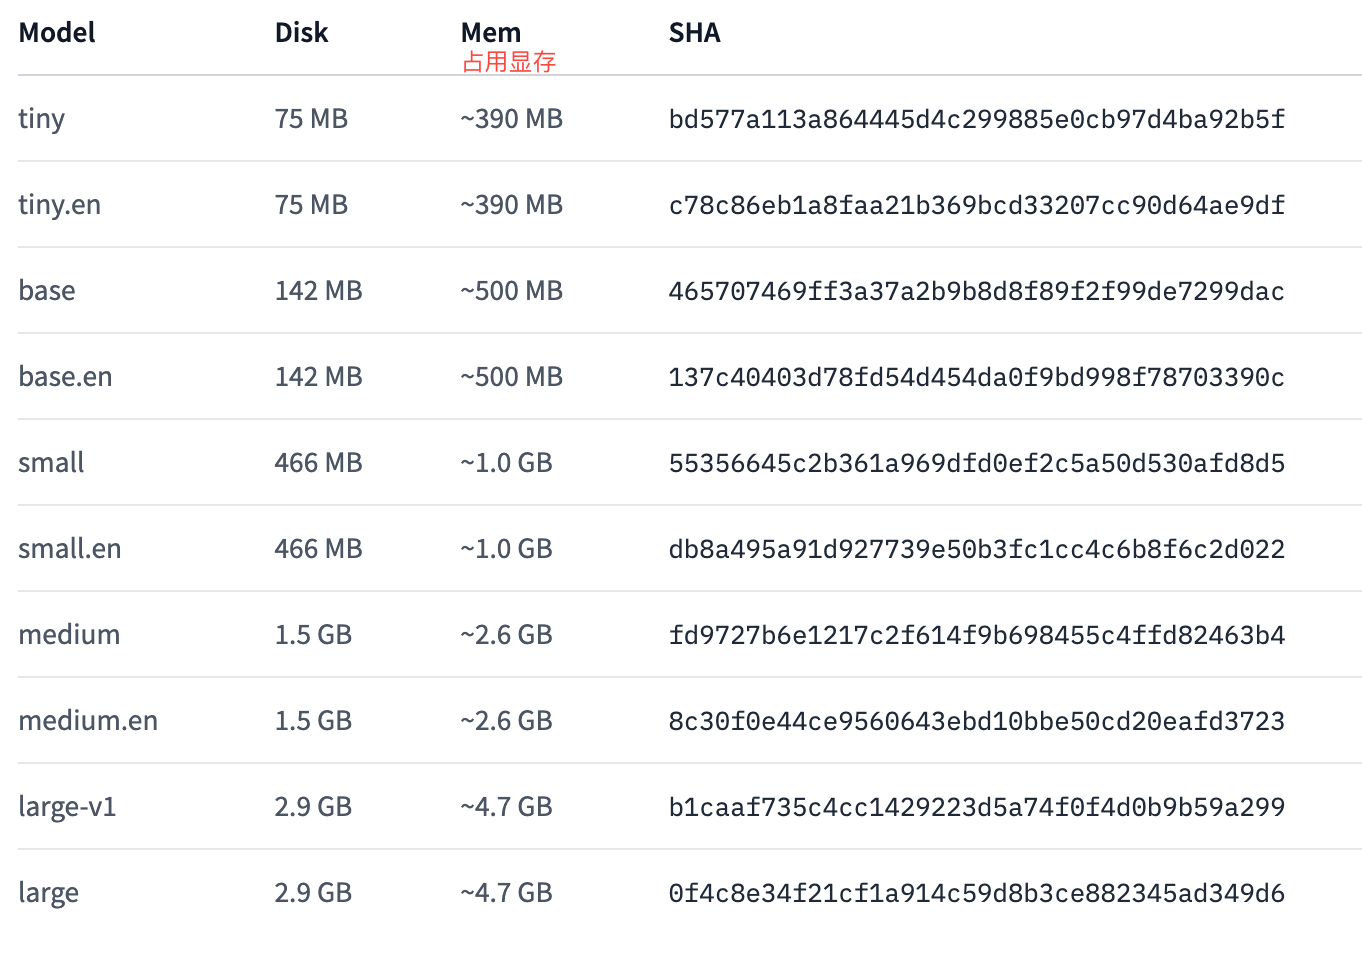 Model Disk Mem SHA
占用显存
tiny 75 MB ~390 MB bd577a113a864445d4c299885e0cb97d4ba92b5f
tiny.en 75 MB ~390 MB c78c86eb1a8faa21b369bcd33207cc90d64ae9df
base 142 MB ~500 MB 465707469ff3a37a2b9b8d8f89f2f99de7299dac
base.en 142 MB ~500 MB 137c40403d78fd54d454da0f9bd998f78703390c
small 466 MB ~1.0 GB 55356645c2b361a969dfd0ef2c5a50d530afd8d5
small.en 466 MB ~1.0 GB db8a495a91d927739e50b3fc1cc4c6b8f6c2d022
medium 1.5 GB ~2.6 GB fd9727b6e1217c2f614f9b698455c4ffd82463b4
medium.en 1.5 GB ~2.6 GB 8c30f0e44ce9560643ebd10bbe50cd20eafd3723
large-v1 2.9 GB ~4.7 GB b1caaf735c4cc1429223d5a74f0f4d0b9b59a299
large 2.9 GB ~4.7 GB 0f4c8e34f21cf1a914c59d8b3ce882345ad349d6